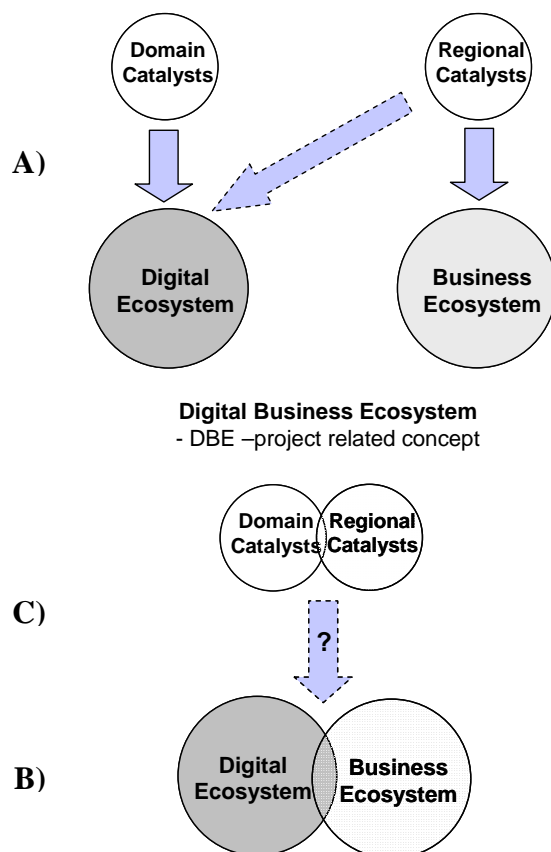 Domain
Catalysts
Regional
Catalysts
A)
Digital
Ecosystem
Business
Ecosystem
Digital Business Ecosystem
- DBE –project related concept
Domain
Catalysts
Regional
Catalysts
C)
?
B)
Digital
Ecosystem
Business
Ecosystem